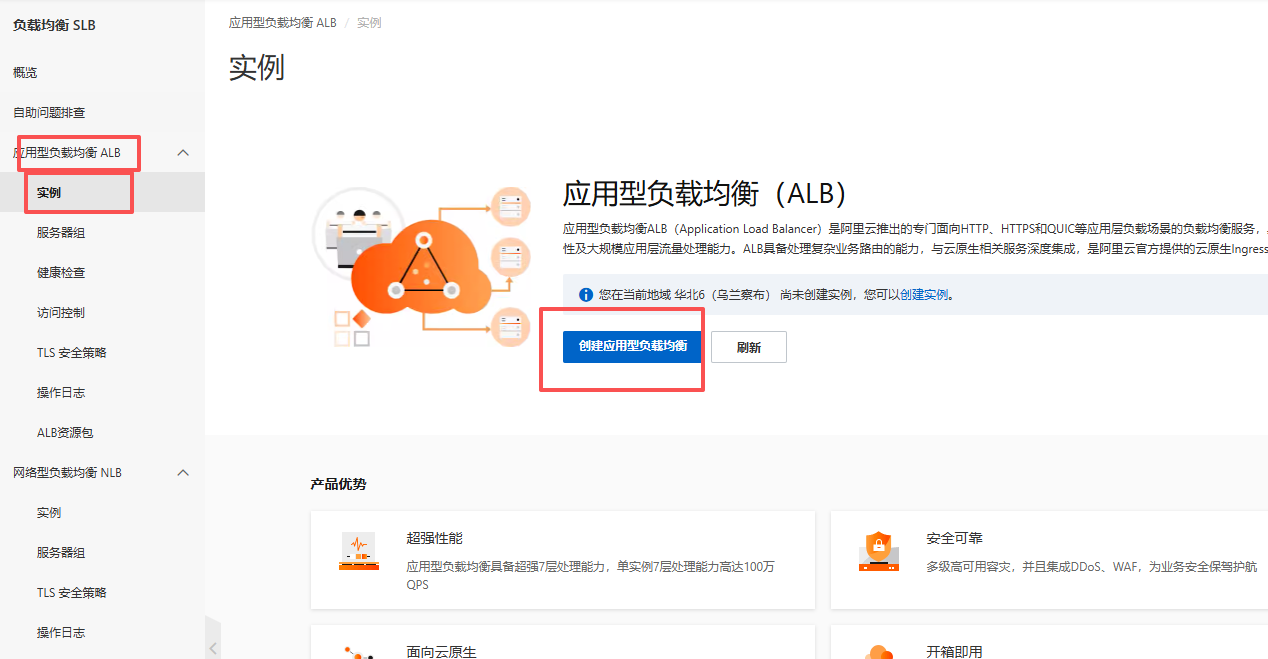 负载均衡 SLB
概览
自助问题排查
应用型负载均衡 ALB
实例
服务器组
健康检查
访问控制
TLS 安全策略
操作日志
ALB资源包
网络型负载均衡 NLB
实例
服务器组
TLS 安全策略
操作日志
应用型负载均衡 ALB / 实例
实例
应用型负载均衡（ALB）
应用型负载均衡ALB（Application Load Balancer）是阿里云推出的专门面向HTTP、HTTPS和QUIC等应用层负载场景的负载均衡服务，
性及大规模应用层流量处理能力。ALB具备处理复杂业务路由的能力，与云原生相关服务深度集成，是阿里云官方提供的云原生Ingress
您在当前地域 华北6（乌兰察布） 尚未创建实例，您可以创建实例。
创建应用型负载均衡
刷新
产品优势
超强性能
应用型负载均衡具备超强7层处理能力，单实例7层处理能力高达100万
QPS
安全可靠
多级高可用容灾，并且集成DDoS、WAF，为业务安全保驾护航
面向云原生
开箱即用